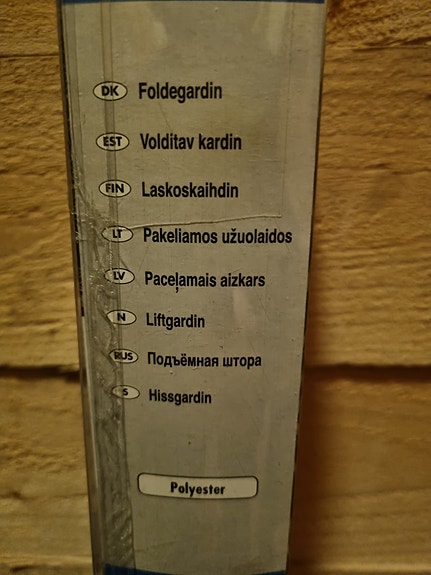 DK Foldegardin
EST Volditav kardin
FIN Laskoskaihdin
LT Pakeliamos užuolaidos
LV Paceļamais aizkars
N Liftgardin
RUS Подъёмная штора
S Hissgardin
Polyester